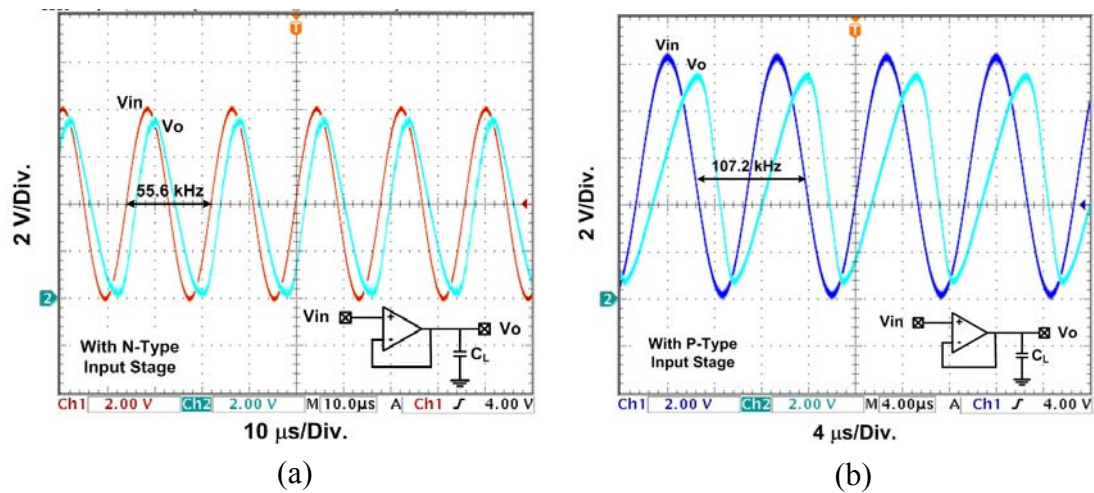 T
Vin
Vo
55.6 kHz
2 V/Div.
2
With N-Type
Input Stage
Vin
+
-
Vo
CL
Ch1 2.00 V Ch2 2.00 V M 10.0µs A Ch1 4.00 V
10 µs/Div.
(a)
T
Vin
Vo
107.2 kHz
2 V/Div.
2
With P-Type
Input Stage
Vin
+
-
Vo
CL
Ch1 2.00 V Ch2 2.00 V M 4.00µs A Ch1 4.00 V
4 µs/Div.
(b)